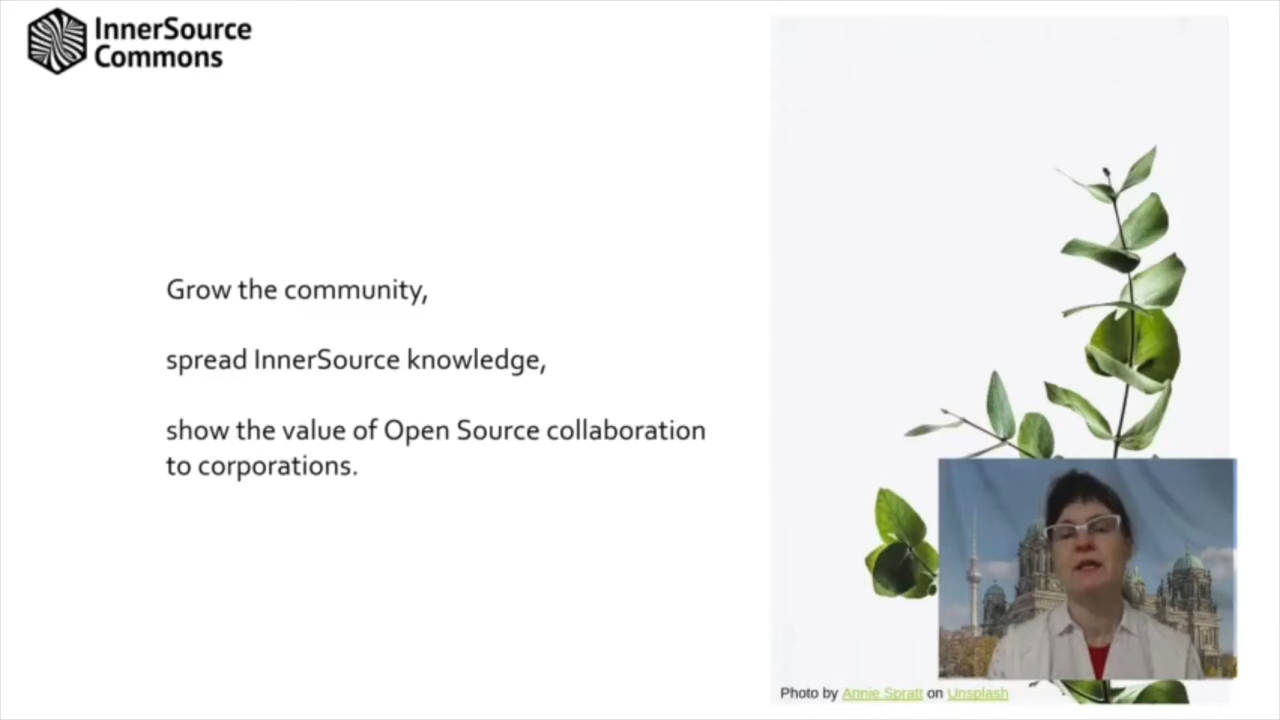 InnerSource
Commons
Grow the community,
spread InnerSource knowledge,
show the value of Open Source collaboration
to corporations.
Photo by Annie Spratt on Unsplash